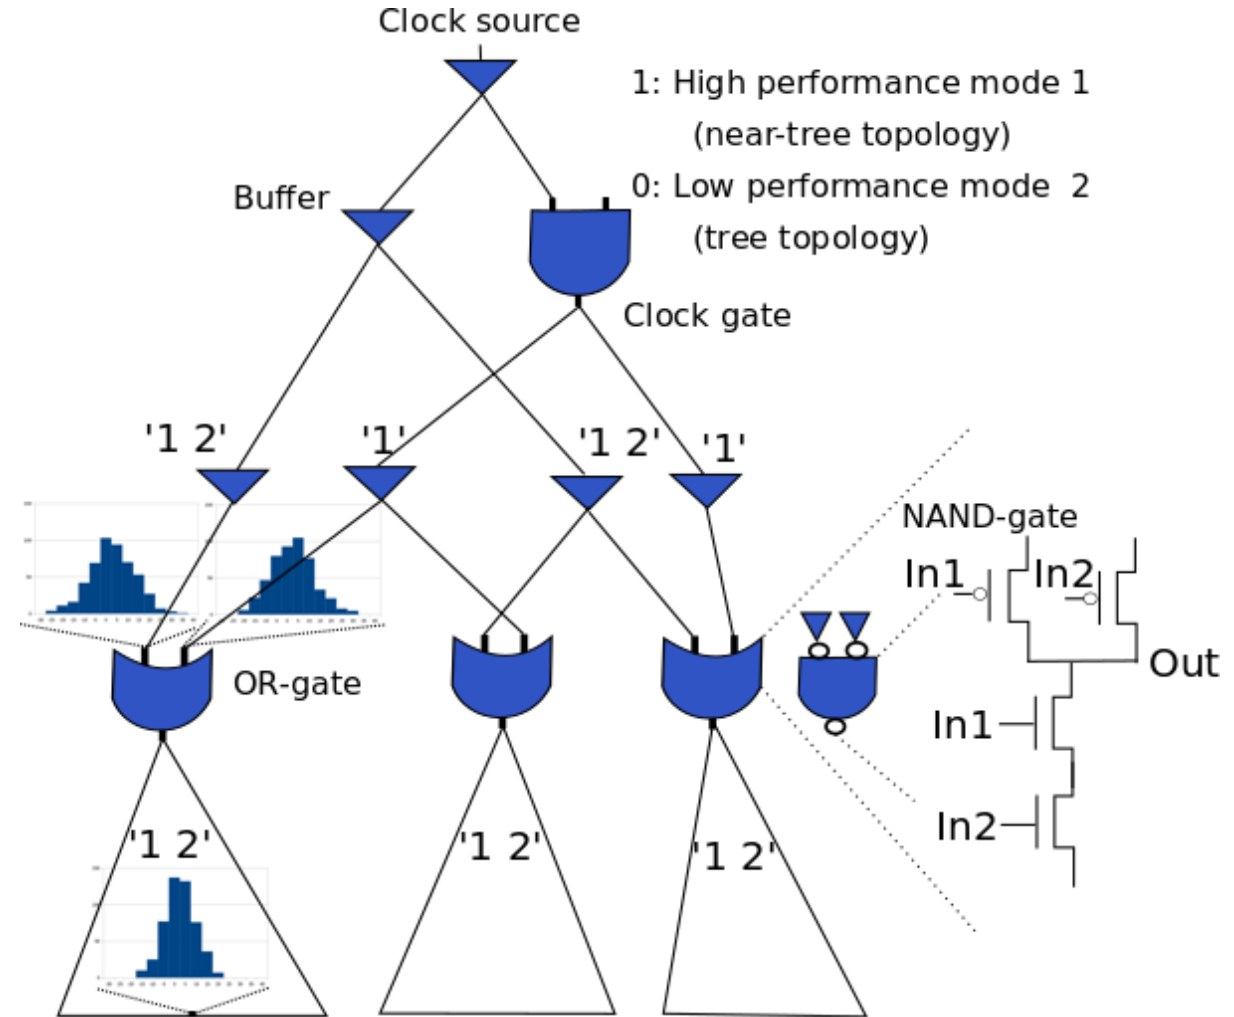 Clock source
1: High performance mode 1
(near-tree topology)
0: Low performance mode 2
(tree topology)
Buffer
Clock gate
'1 2'
'1'
'1 2'
'1'
NAND-gate
In1
In2
Out
In1
In2
OR-gate
'1 2'
'1 2'
'1 2'